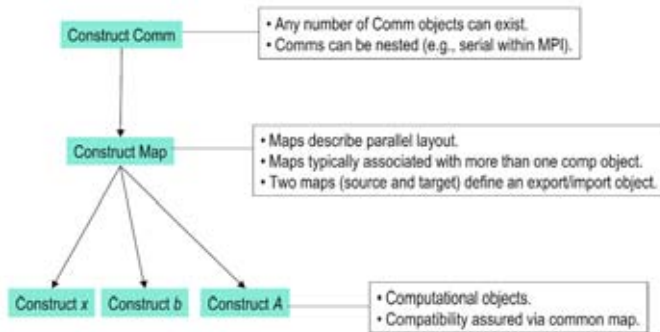 Construct Comm
• Any number of Comm objects can exist.
• Comms can be nested (e.g., serial within MPI).
Construct Map
• Maps describe parallel layout.
• Maps typically associated with more than one comp object.
• Two maps (source and target) define an export/import object.
Construct x
Construct b
Construct A
• Computational objects.
• Compatibility assured via common map.